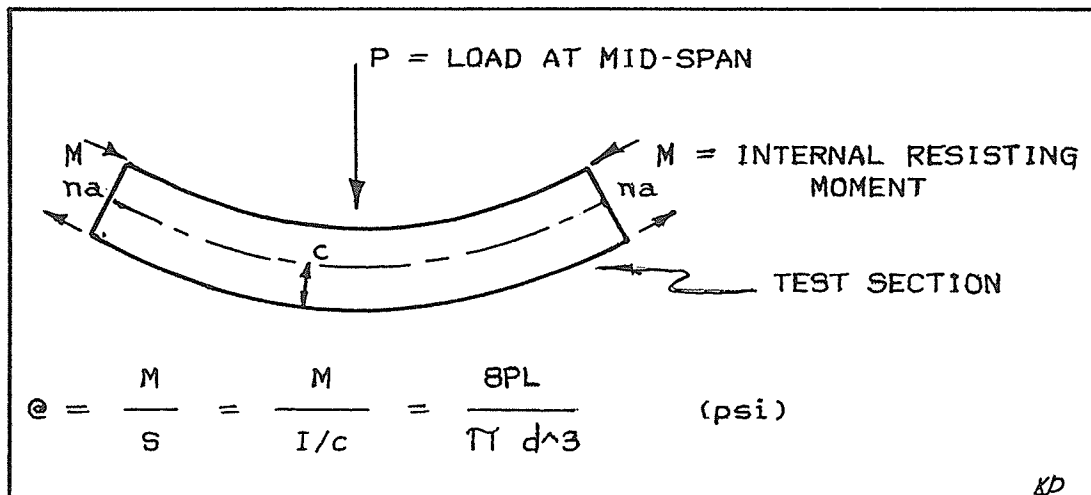 P = LOAD AT MID-SPAN
M
M = INTERNAL RESISTING
MOMENT
na
na
c
TEST SECTION
@ = M / S = M / I/c = 8PL / π d^3 (psi)
KD